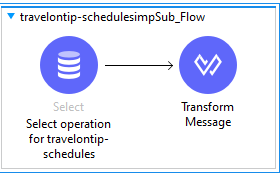 travelontip-schedulesimpSub_Flow
Select
Select operation
for travelontip-
schedules
Transform
Message